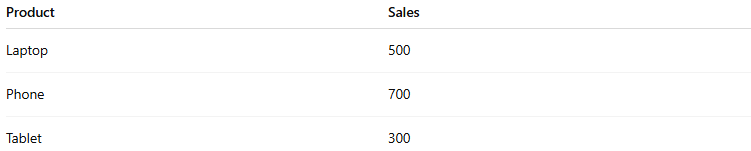 Product Sales
Laptop 500
Phone 700
Tablet 300